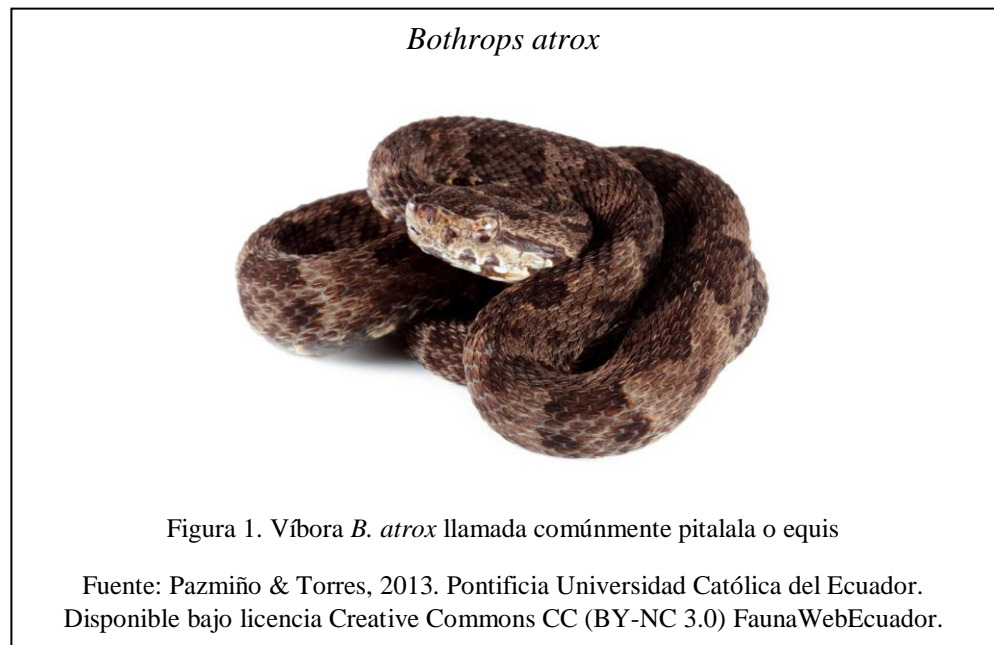 Bothrops atrox
Figura 1. Víbora B. atrox llamada comúnmente pitalala o equis
Fuente: Pazmiño & Torres, 2013. Pontificia Universidad Católica del Ecuador.
Disponible bajo licencia Creative Commons CC (BY-NC 3.0) FaunaWebEcuador.